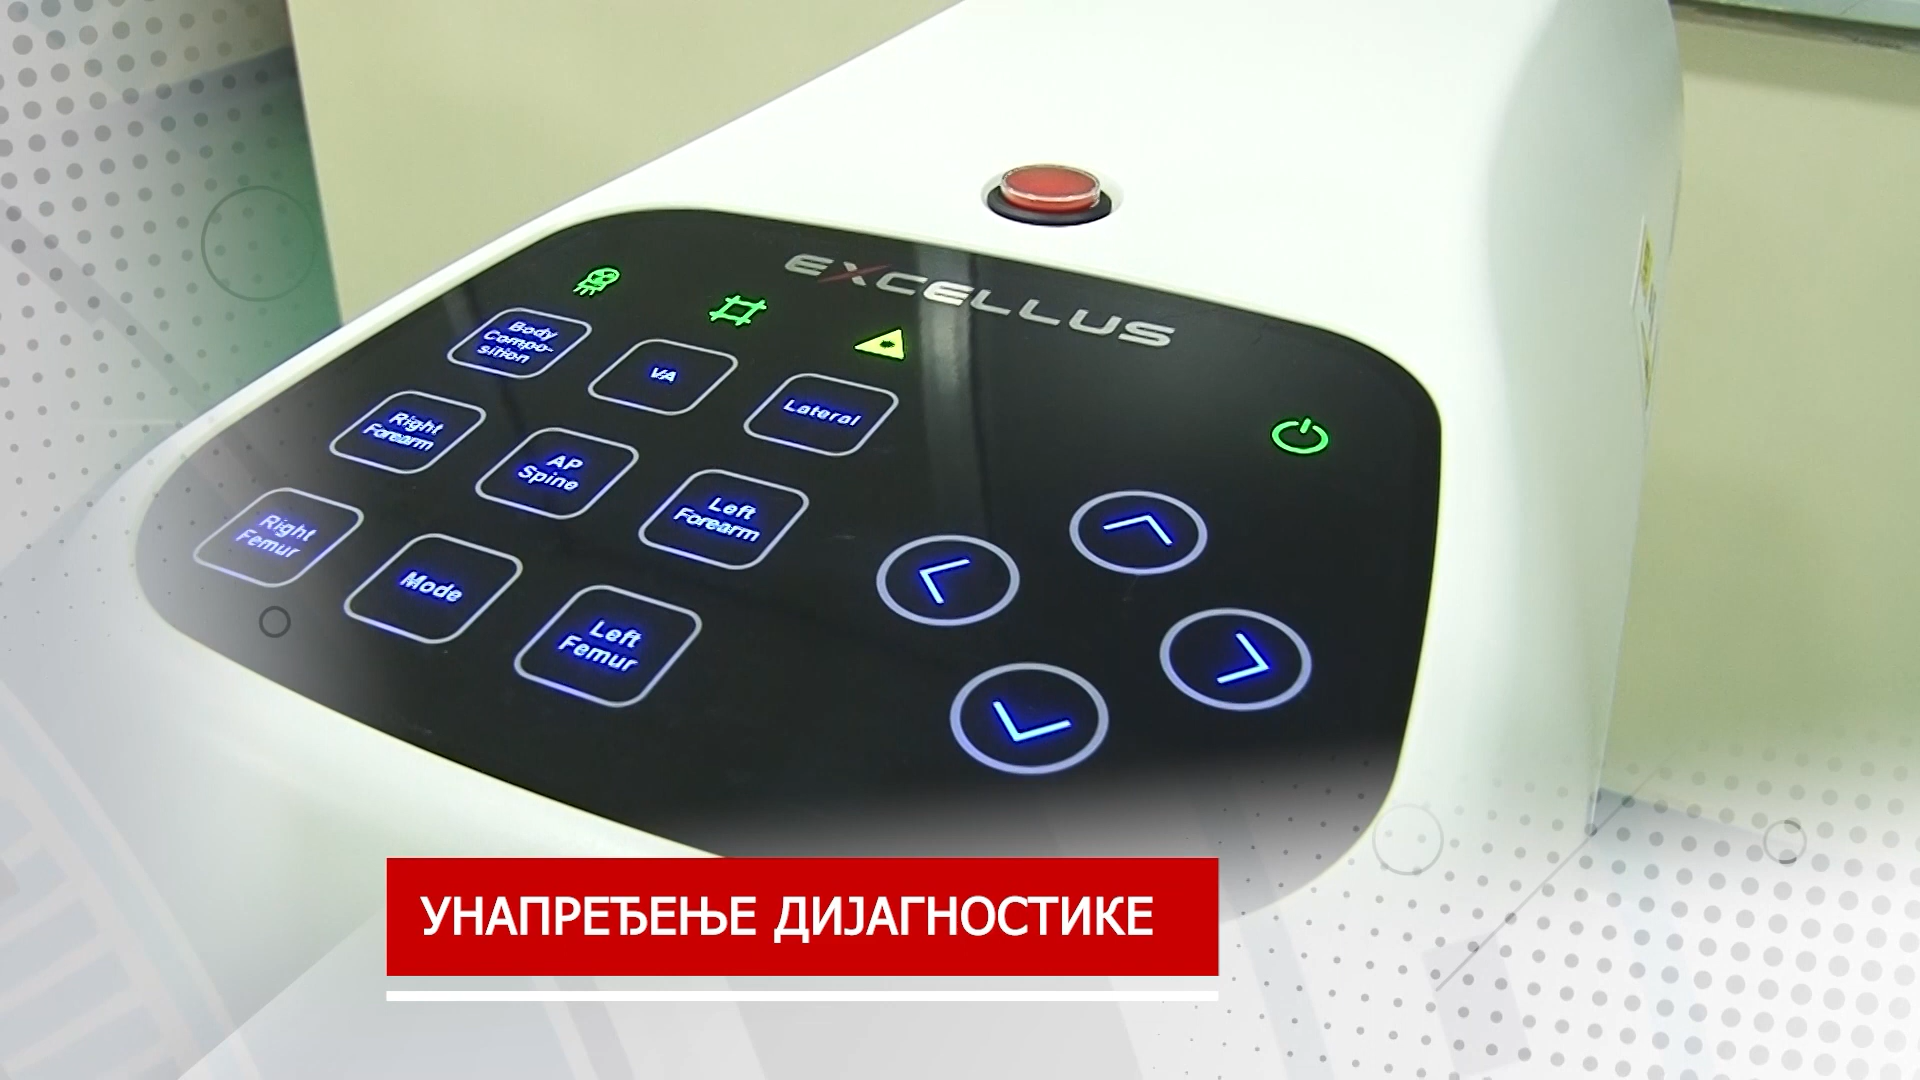 EXCELLUS
Body
Compo-
sition
VA
Lateral
Right
Forearm
AP
Spine
Left
Forearm
Right
Femur
Mode
Left
Femur
УНАПРЕЂЕЊЕ ДИЈАГНОСТИКЕ